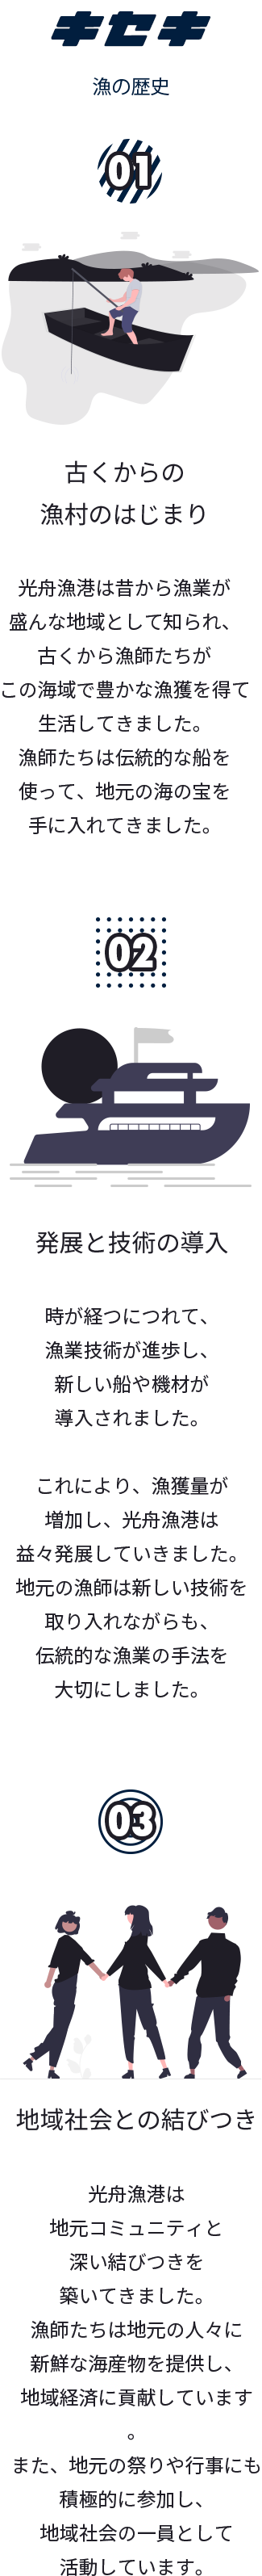 キセキ
漁の歴史
01
古くからの
漁村のはじまり
光舟漁港は昔から漁業が
盛んな地域として知られ、
古くから漁師たちが
この海域で豊かな漁獲を得て
生活してきました。
漁師たちは伝統的な船を
使って、地元の海の宝を
手に入れてきました。
02
発展と技術の導入
時が経つにつれて、
漁業技術が進歩し、
新しい船や機材が
導入されました。
これにより、漁獲量が
増加し、光舟漁港は
益々発展していきました。
地元の漁師は新しい技術を
取り入れながらも、
伝統的な漁業の手法を
大切にしました。
03
地域社会との結びつき
光舟漁港は
地元コミュニティと
深い結びつきを
築いてきました。
漁師たちは地元の人々に
新鮮な海産物を提供し、
地域経済に貢献しています
。
また、地元の祭りや行事にも
積極的に参加し、
地域社会の一員として
活動しています。